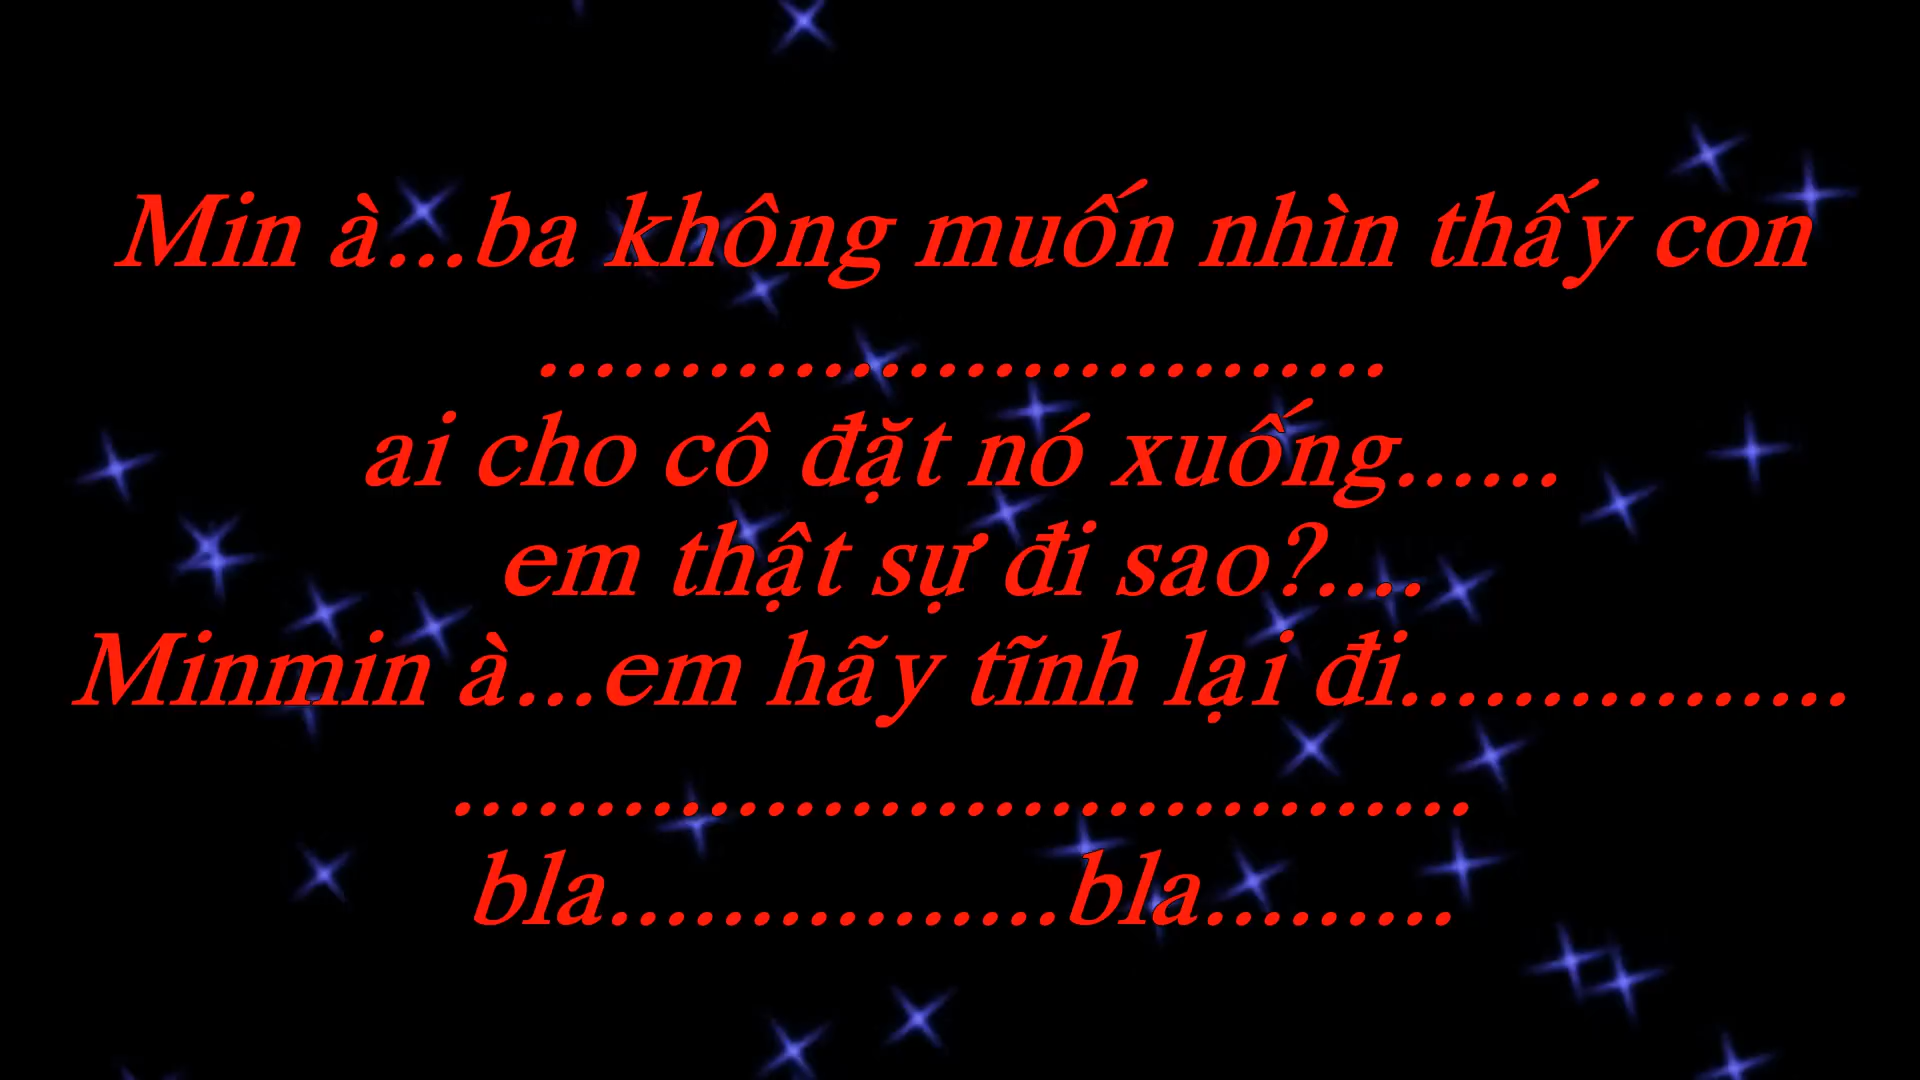 Min à...ba không muốn nhìn thấy con
..............................
ai cho cô đặt nó xuống......
em thật sự đi sao?....
Minmin à...em hãy tĩnh lại đi................
....................................
bla................bla.........